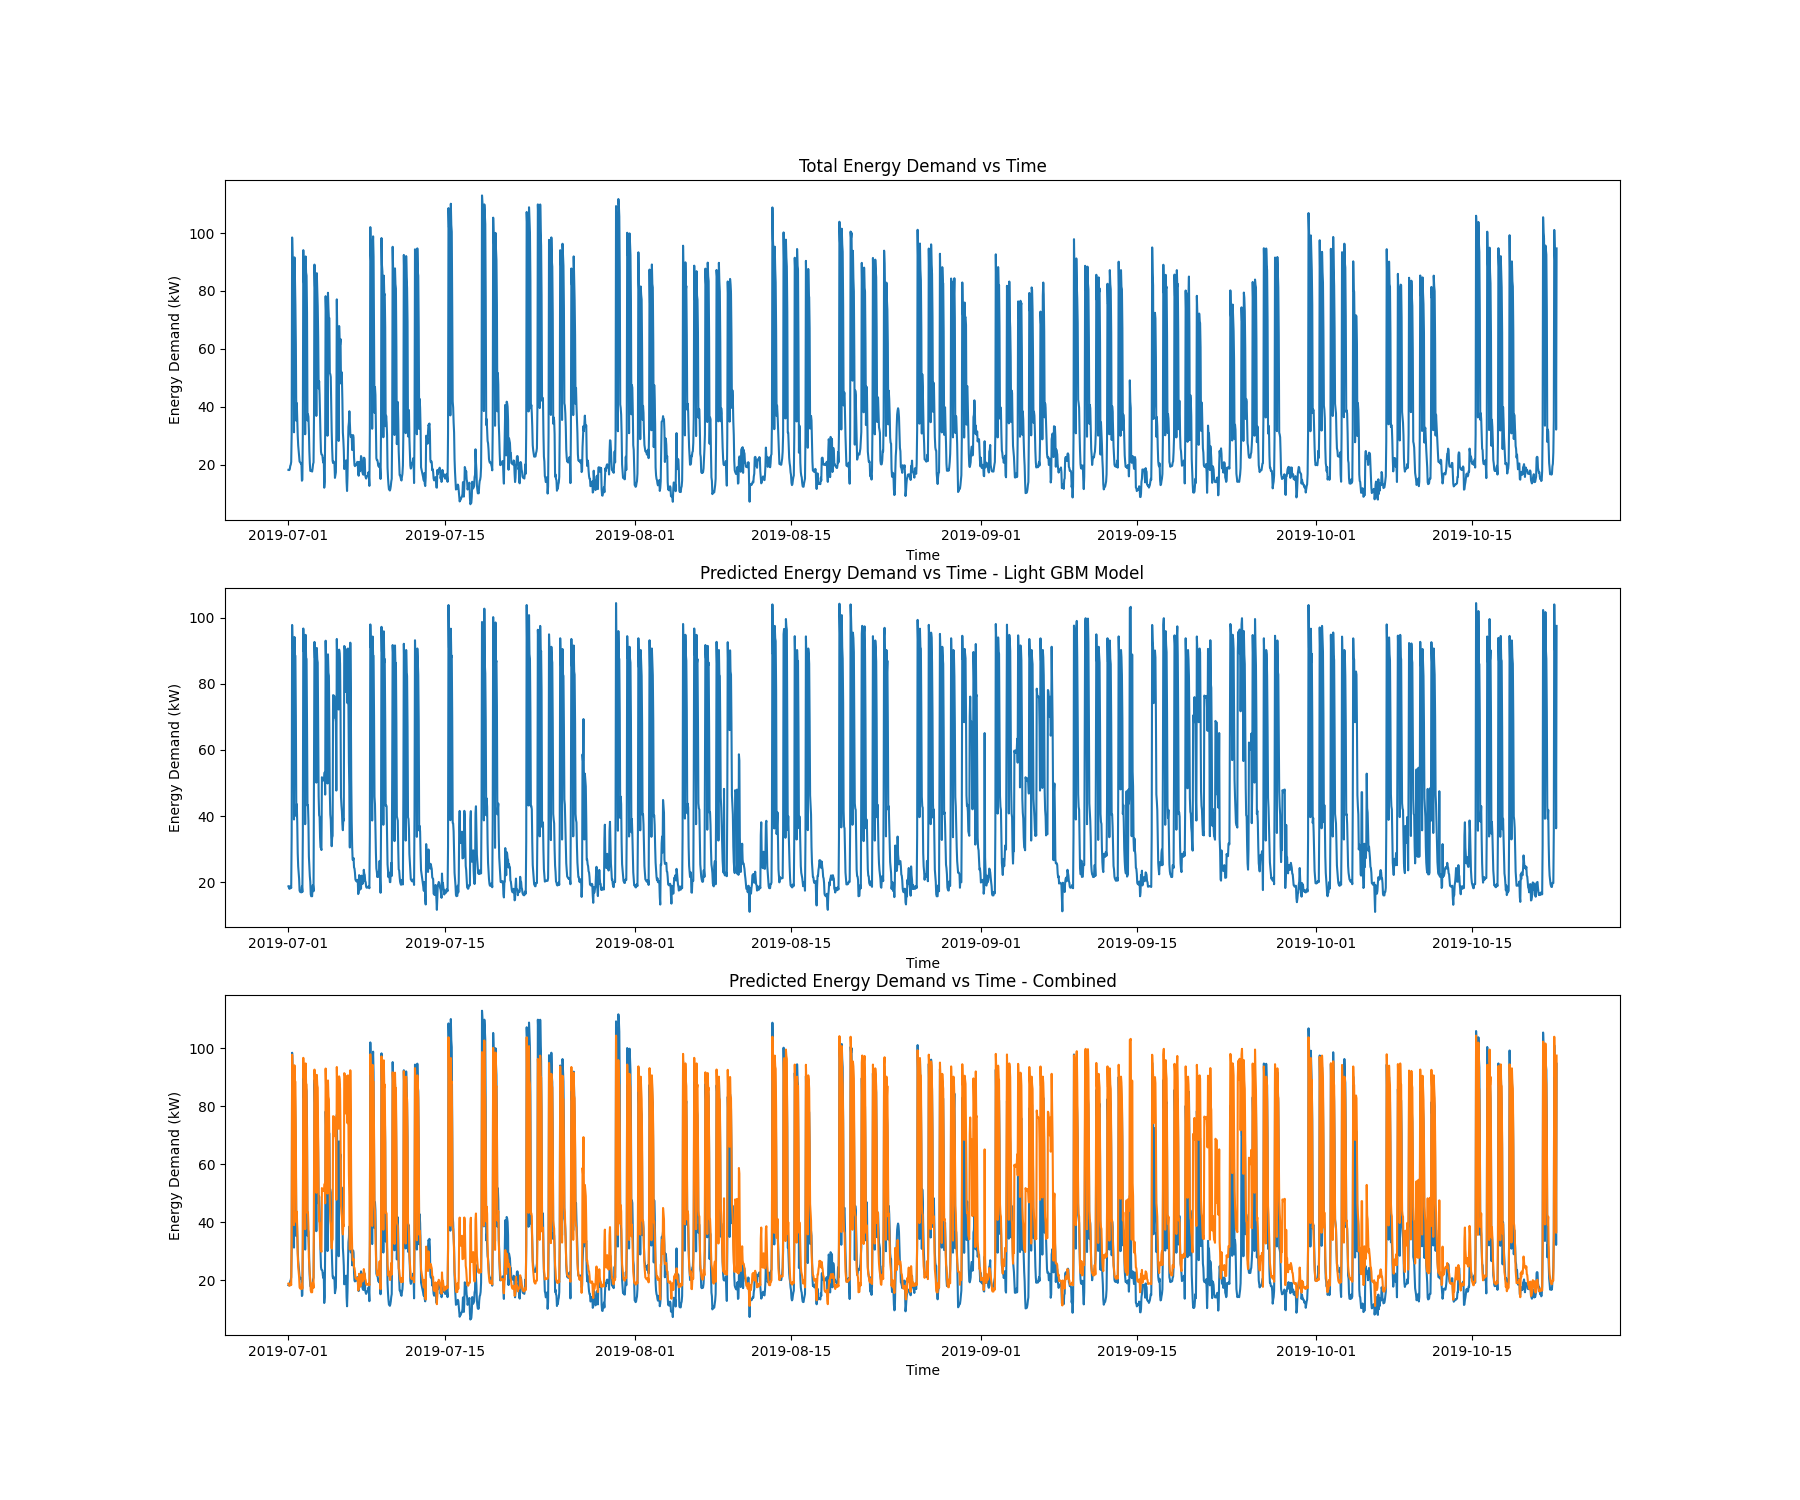 Total Energy Demand vs Time
Energy Demand (kW)
100
80
60
40
20
2019-07-01 2019-07-15 2019-08-01 2019-08-15 2019-09-01 2019-09-15 2019-10-01 2019-10-15
Time
Predicted Energy Demand vs Time - Light GBM Model
Energy Demand (kW)
100
80
60
40
20
2019-07-01 2019-07-15 2019-08-01 2019-08-15 2019-09-01 2019-09-15 2019-10-01 2019-10-15
Time
Predicted Energy Demand vs Time - Combined
Energy Demand (kW)
100
80
60
40
20
2019-07-01 2019-07-15 2019-08-01 2019-08-15 2019-09-01 2019-09-15 2019-10-01 2019-10-15
Time